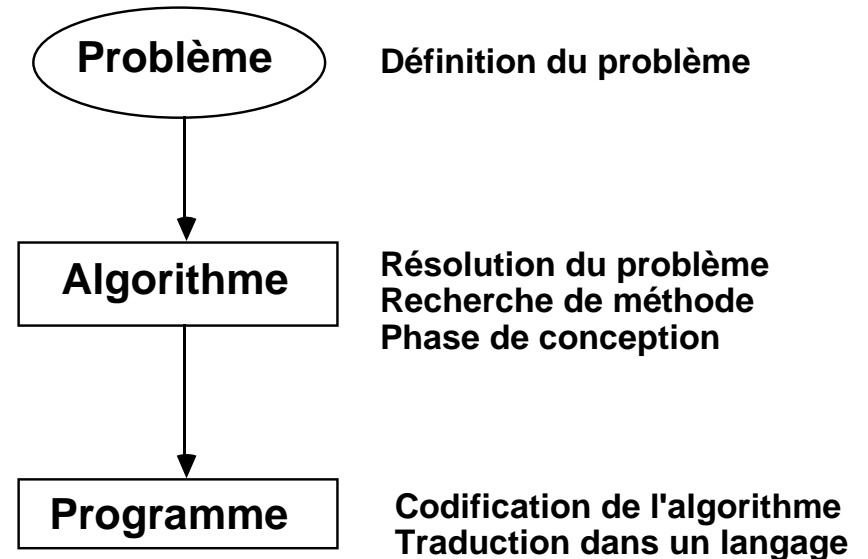 Problème
Définition du problème
Algorithme
Résolution du problème
Recherche de méthode
Phase de conception
Programme
Codification de l'algorithme
Traduction dans un langage